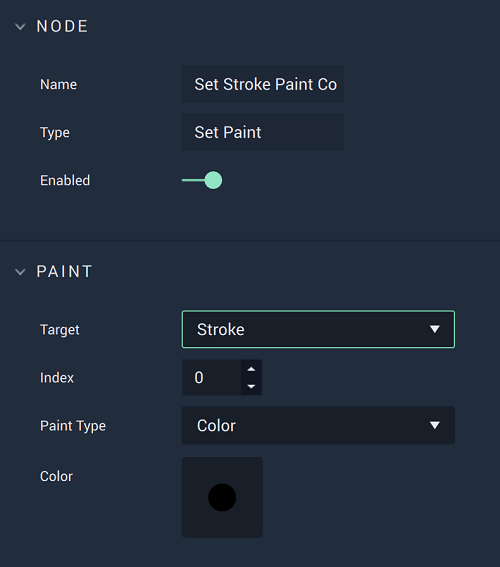 NODE
Name
Set Stroke Paint Co
Type
Set Paint
Enabled
PAINT
Target
Stroke
Index
0
Paint Type
Color
Color